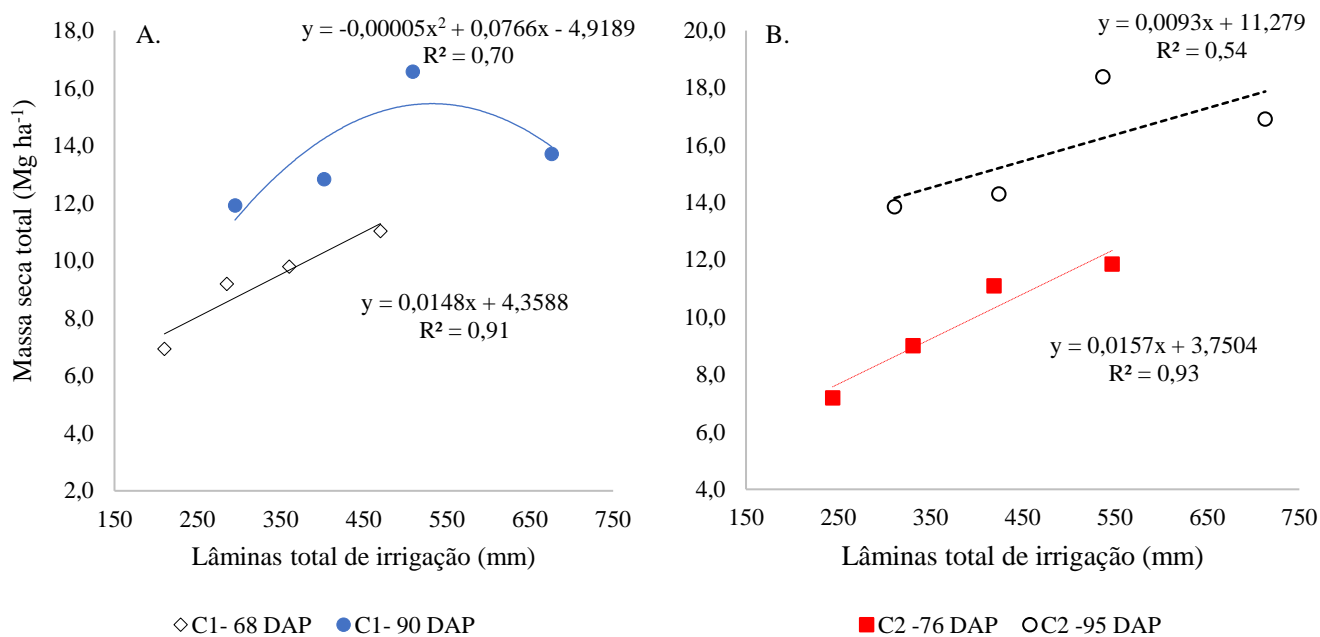 A.
y = -0,00005x² + 0,0766x - 4,9189
R² = 0,70
18,0
16,0
14,0
12,0
10,0
8,0
6,0
4,0
2,0
Massa seca total (Mg ha⁻¹)
y = 0,0148x + 4,3588
R² = 0,91
150 250 350 450 550 650 750
Lâminas total de irrigação (mm)
C1- 68 DAP C1- 90 DAP
B.
y = 0,0093x + 11,279
R² = 0,54
20,0
18,0
16,0
14,0
12,0
10,0
8,0
6,0
4,0
y = 0,0157x + 3,7504
R² = 0,93
150 250 350 450 550 650 750
Lâminas total de irrigação (mm)
C2 -76 DAP C2 -95 DAP